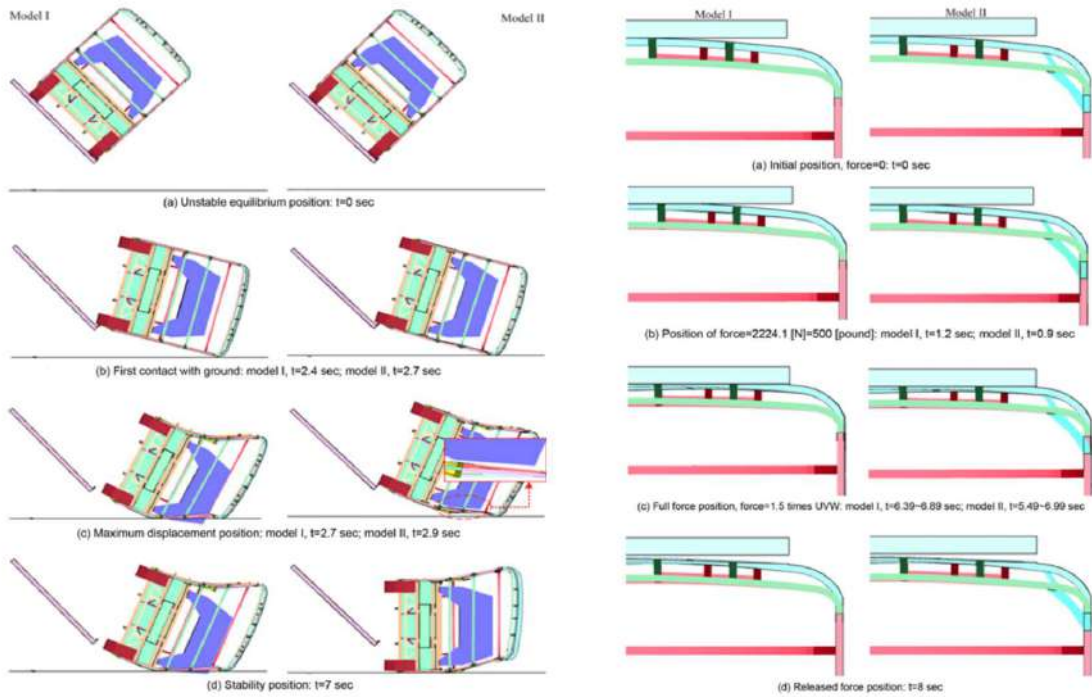 Model I
Model II
(a) Unstable equilibrium position: t=0 sec
(b) First contact with ground: model I, t=2.4 sec; model II, t=2.7 sec
(c) Maximum displacement position: model I, t=2.7 sec; model II, t=2.9 sec
(d) Stability position: t=7 sec
Model I
Model II
(a) Initial position, force=0: t=0 sec
(b) Position of force=2224.1 [N]=500 [pound]: model I, t=1.2 sec; model II, t=0.9 sec
(c) Full force position, force=1.5 times UVW: model I, t=6.39~6.89 sec; model II, t=5.49~6.99 sec
(d) Released force position: t=8 sec